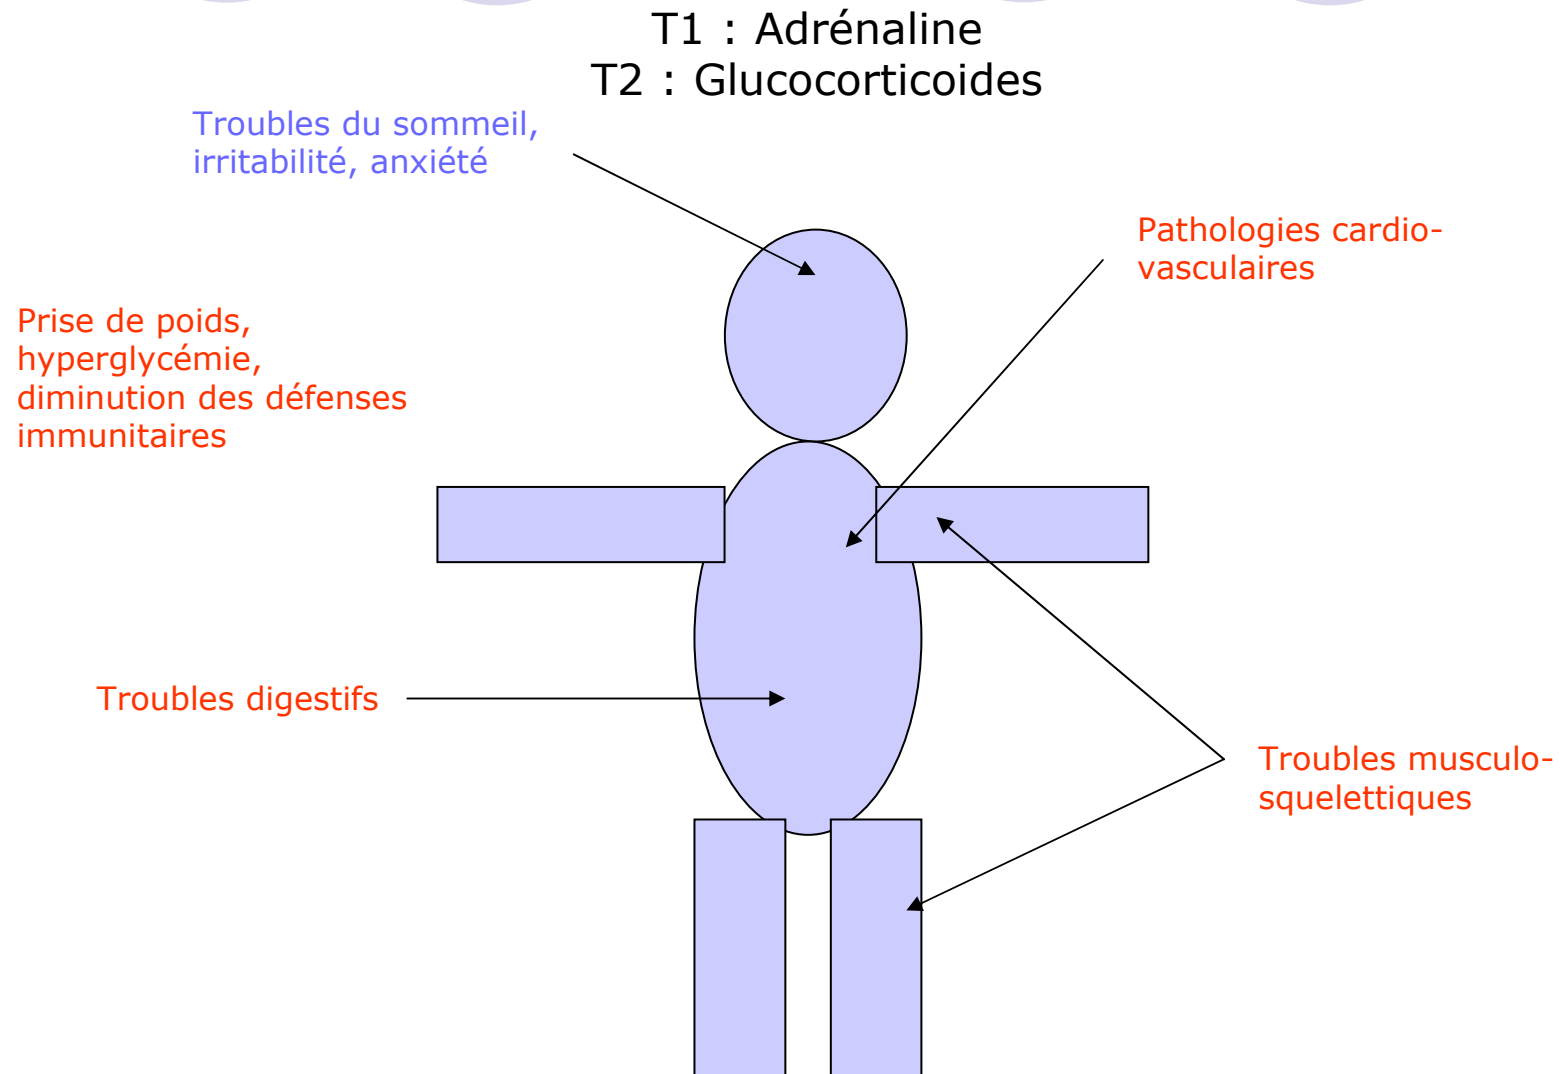 T1 : Adrénaline
T2 : Glucocorticoides
Troubles du sommeil,
irritabilité, anxiété
Pathologies cardio-
vasculaires
Prise de poids,
hyperglycémie,
diminution des défenses
immunitaires
Troubles digestifs
Troubles musculo-
squelettiques